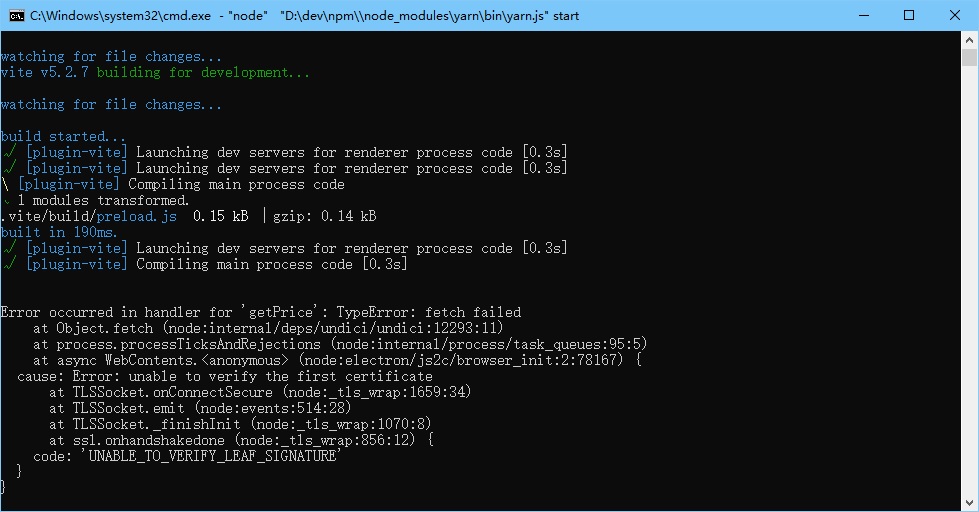 C:\Windows\system32\cmd.exe - "node" "D:\dev\npm\\node_modules\yarn\bin\yarn.js" start
watching for file changes...
vite v5.2.7 building for development...
watching for file changes...
build started...
✓ [plugin-vite] Launching dev servers for renderer process code [0.3s]
✓ [plugin-vite] Launching dev servers for renderer process code [0.3s]
\ [plugin-vite] Compiling main process code
✓ 1 modules transformed.
.vite/build/preload.js  0.15 kB │ gzip: 0.14 kB
built in 190ms.
✓ [plugin-vite] Launching dev servers for renderer process code [0.3s]
✓ [plugin-vite] Compiling main process code [0.3s]
Error occurred in handler for 'getPrice': TypeError: fetch failed
    at Object.fetch (node:internal/deps/undici/undici:12293:11)
    at process.processTicksAndRejections (node:internal/process/task_queues:95:5)
    at async WebContents.<anonymous> (node:electron/js2c/browser_init:2:78167) {
  cause: Error: unable to verify the first certificate
      at TLSSocket.onConnectSecure (node:_tls_wrap:1659:34)
      at TLSSocket.emit (node:events:514:28)
      at TLSSocket._finishInit (node:_tls_wrap:1070:8)
      at ssl.onhandshakedone (node:_tls_wrap:856:12) {
    code: 'UNABLE_TO_VERIFY_LEAF_SIGNATURE'
  }
}